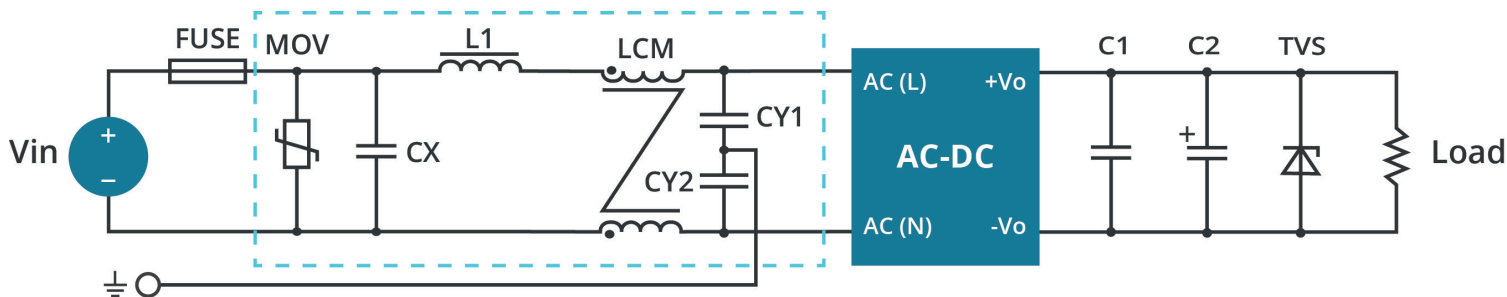 FUSE
MOV
L1
LCM
C1
C2
TVS
AC (L)
+Vo
CY1
+
Vin
+
−
CX
AC-DC
Load
CY2
AC (N)
-Vo